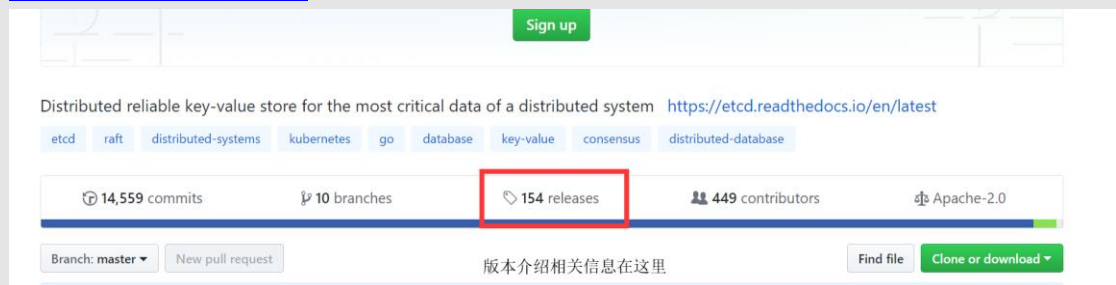 Sign up
Distributed reliable key-value store for the most critical data of a distributed system https://etcd.readthedocs.io/en/latest
etcd raft distributed-systems kubernetes go database key-value consensus distributed-database
14,559 commits 10 branches 154 releases 449 contributors Apache-2.0
Branch: master New pull request Find file Clone or download
版本介绍相关信息在这里